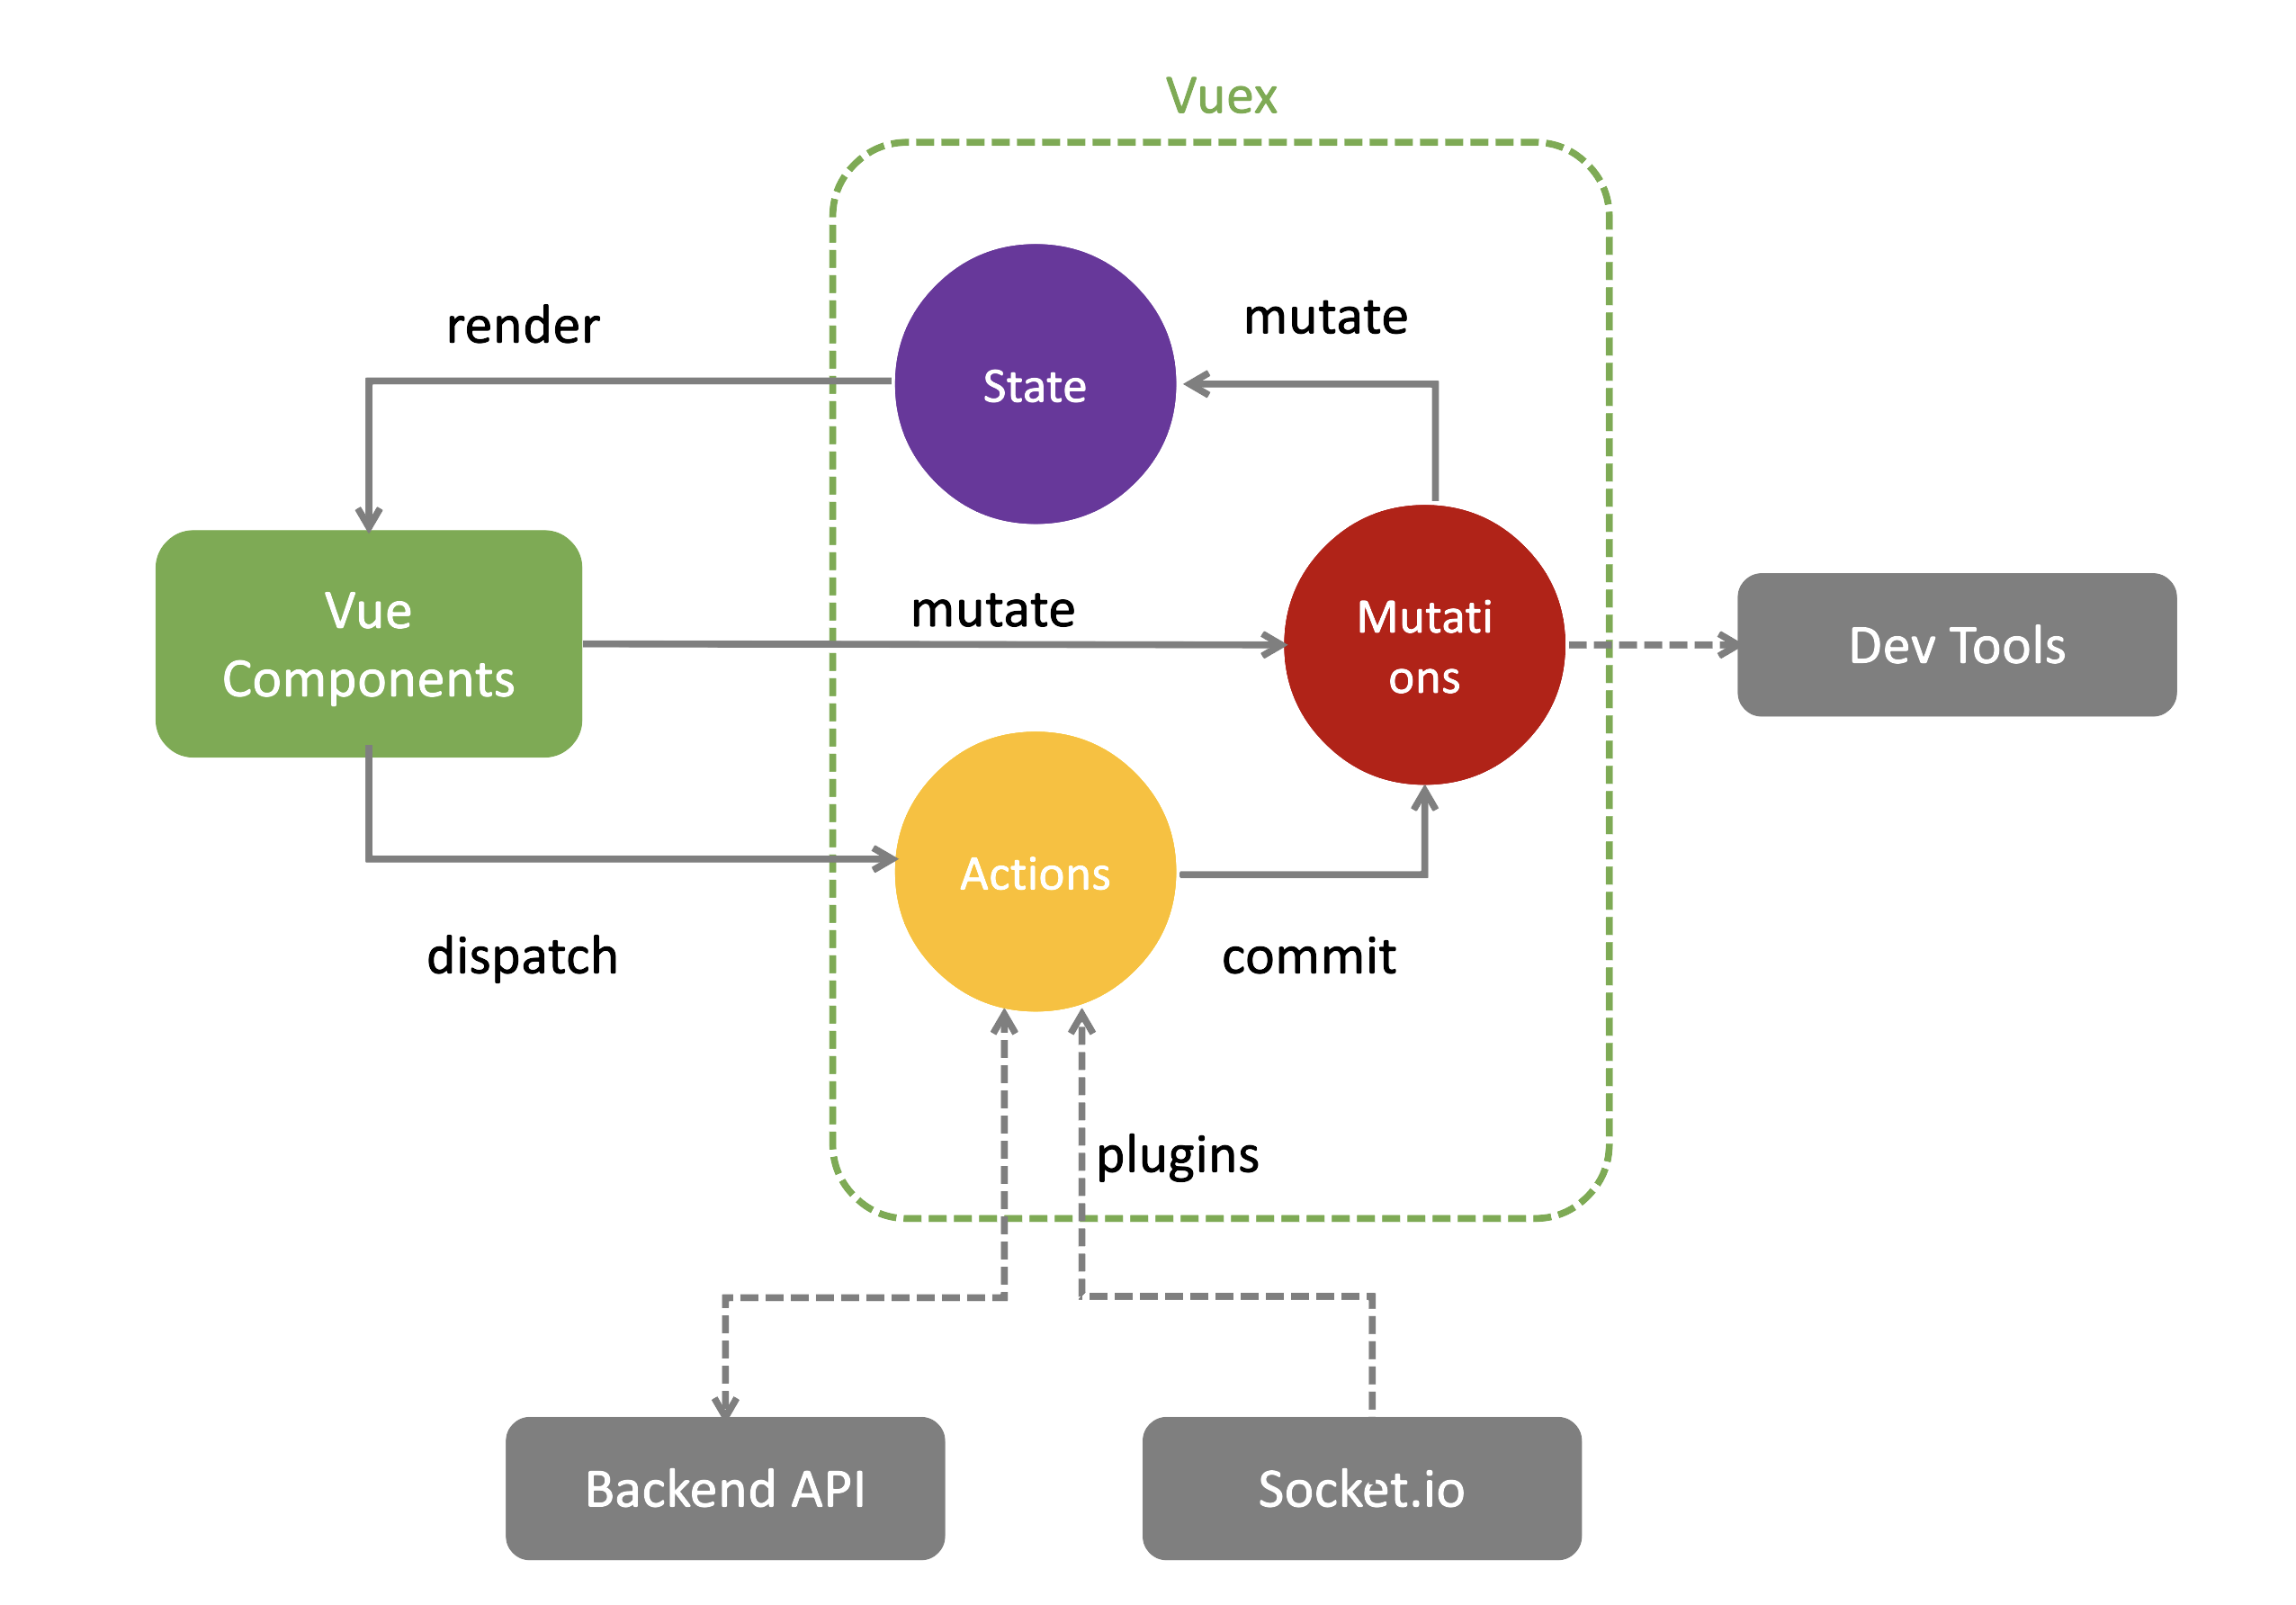 Vuex
render
mutate
State
Vue
Components
mutate
Mutati
ons
Dev Tools
Actions
dispatch
commit
plugins
Backend API
Socket.io